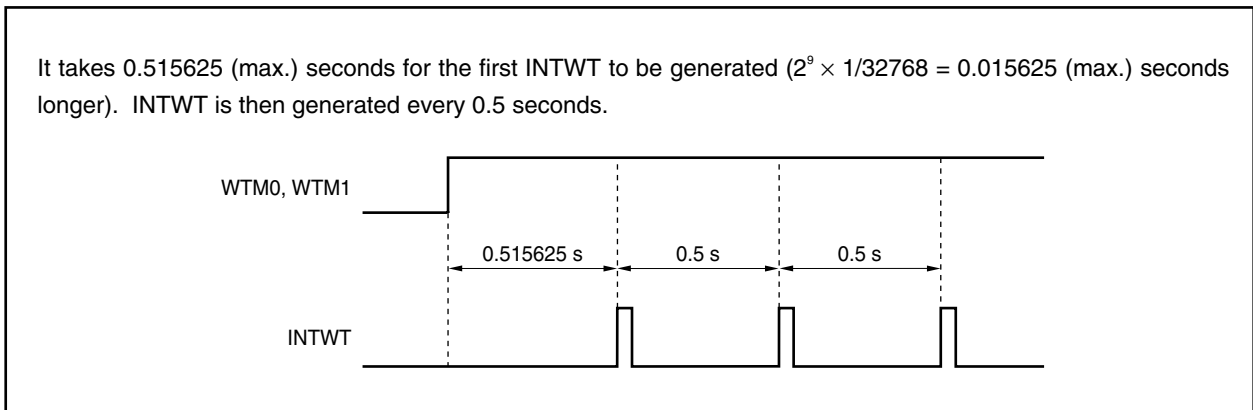 It takes 0.515625 (max.) seconds for the first INTWT to be generated (2⁹ × 1/32768 = 0.015625 (max.) seconds
longer). INTWT is then generated every 0.5 seconds.
WTM0, WTM1
0.515625 s 0.5 s 0.5 s
INTWT